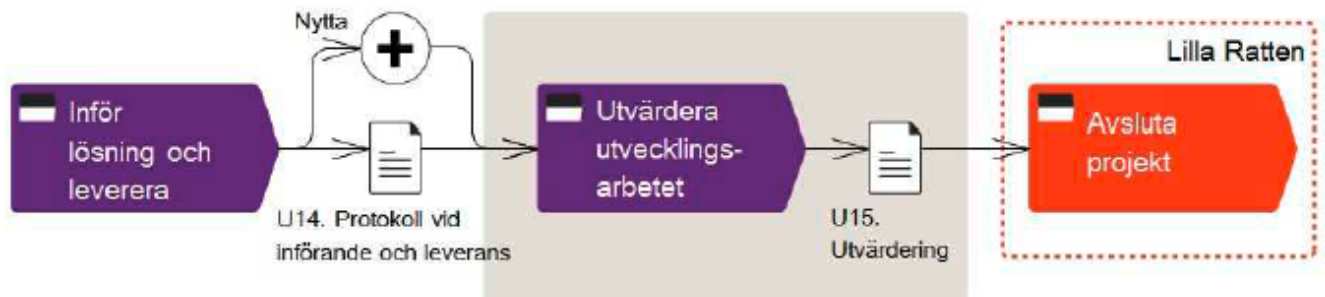 Inför
lösning och
leverera
Nytta
U14. Protokoll vid
införande och leverans
Utvärdera
utvecklings-
arbetet
U15.
Utvärdering
Lilla Ratten
Avsluta
projekt